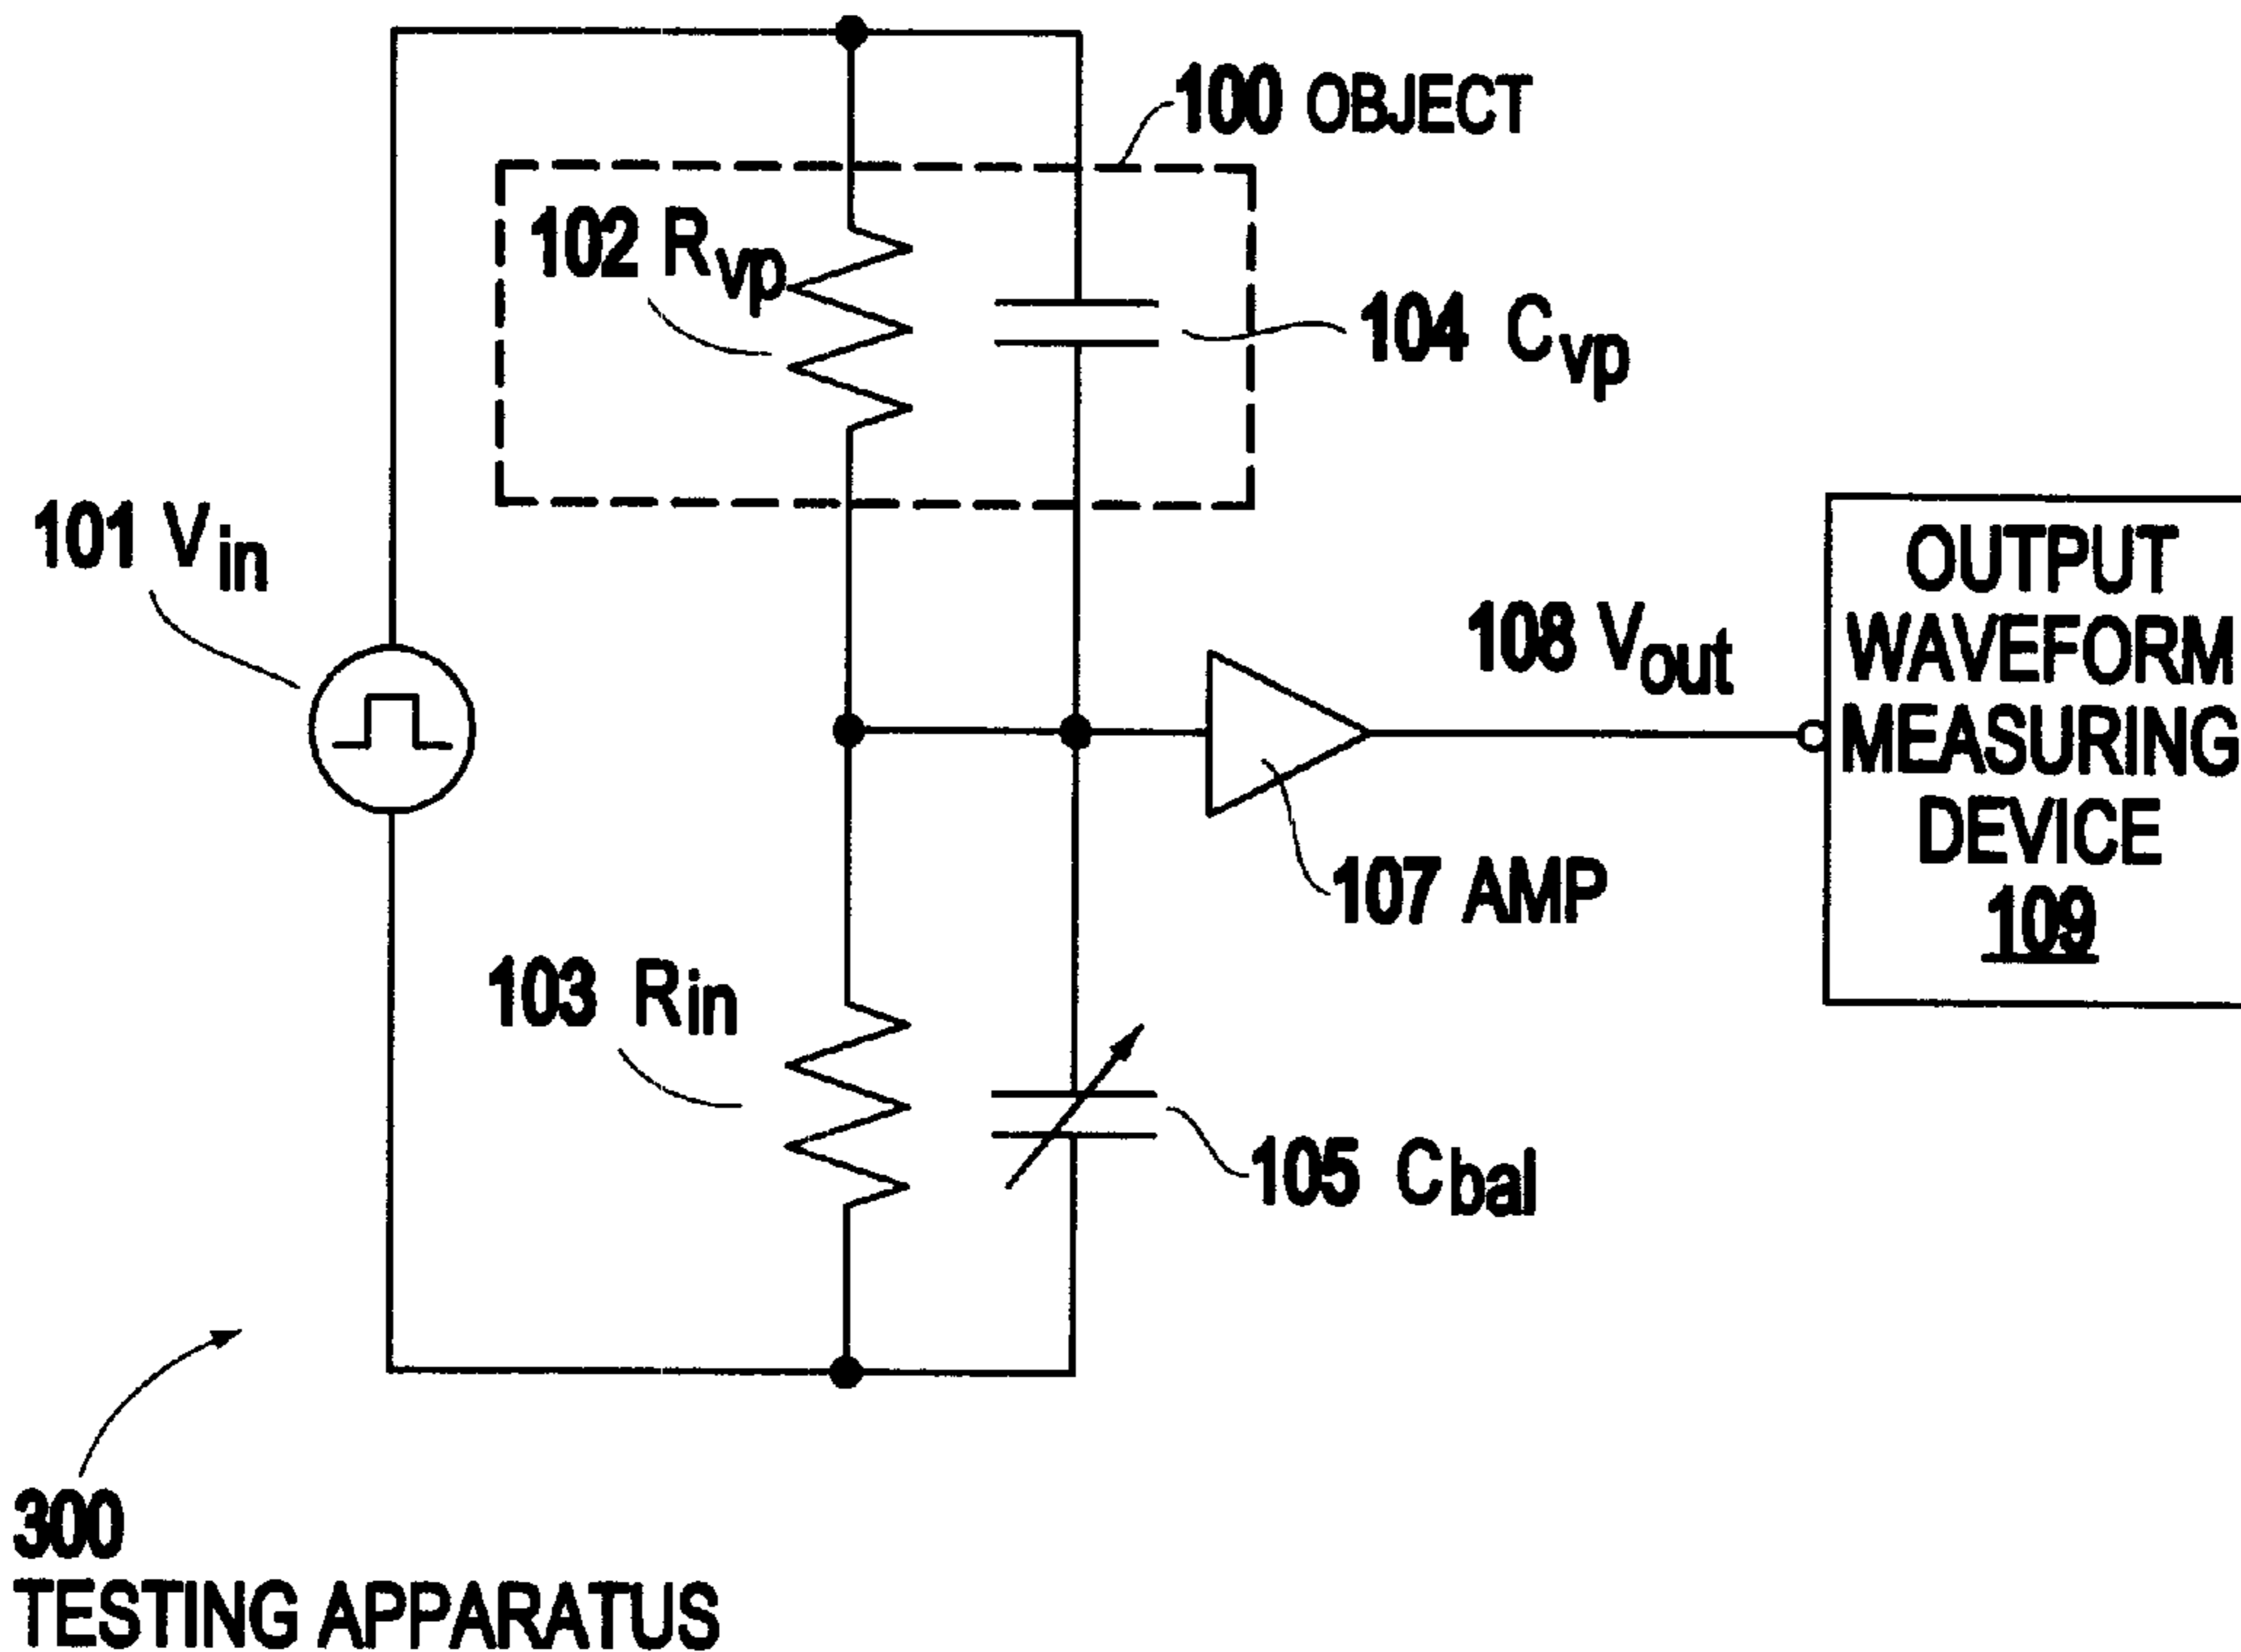 100 OBJECT
102 Rvp
104 Cvp
101 Vin
108 Vout
OUTPUT
WAVEFORM
MEASURING
DEVICE
109
107 AMP
103 Rin
105 Cbal
300
TESTING APPARATUS